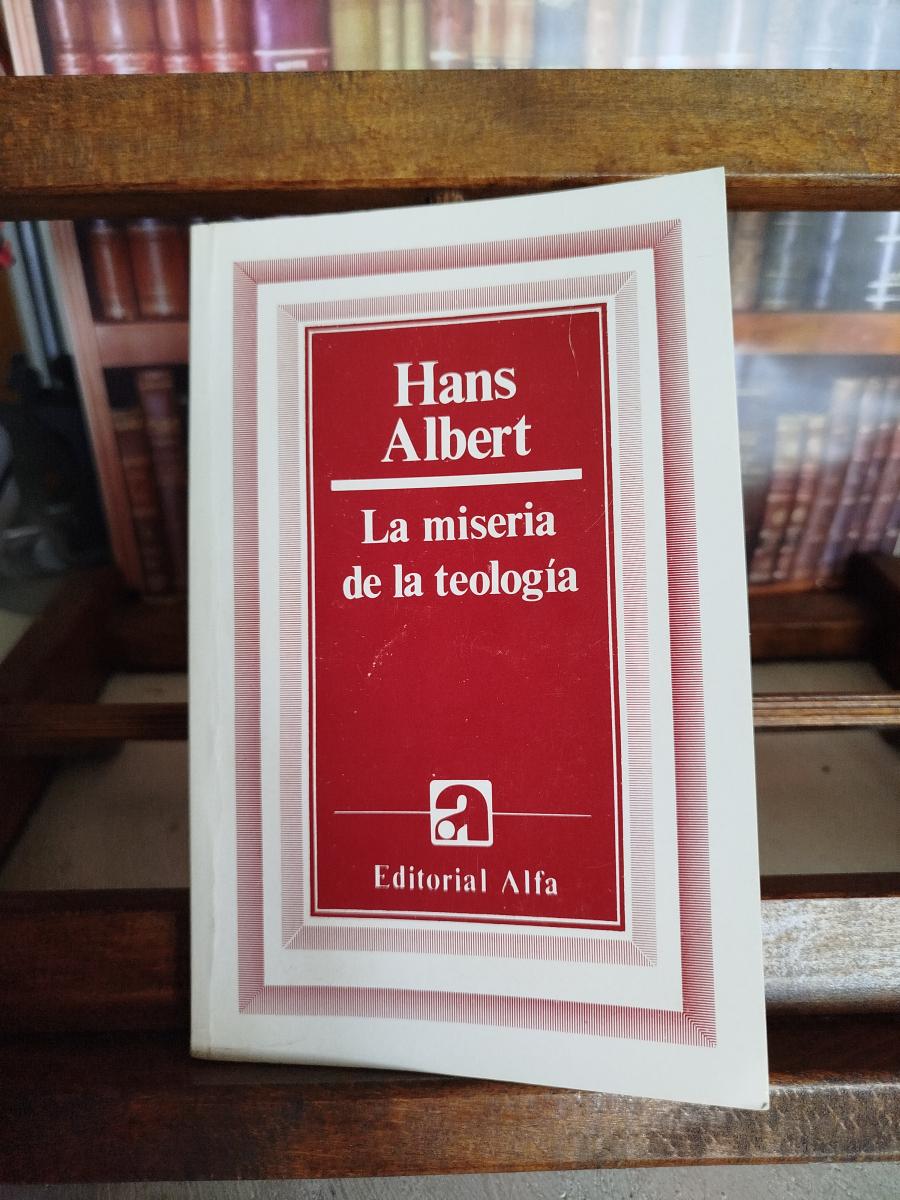 Hans
Albert
La miseria
de la teología
a
Editorial Alfa